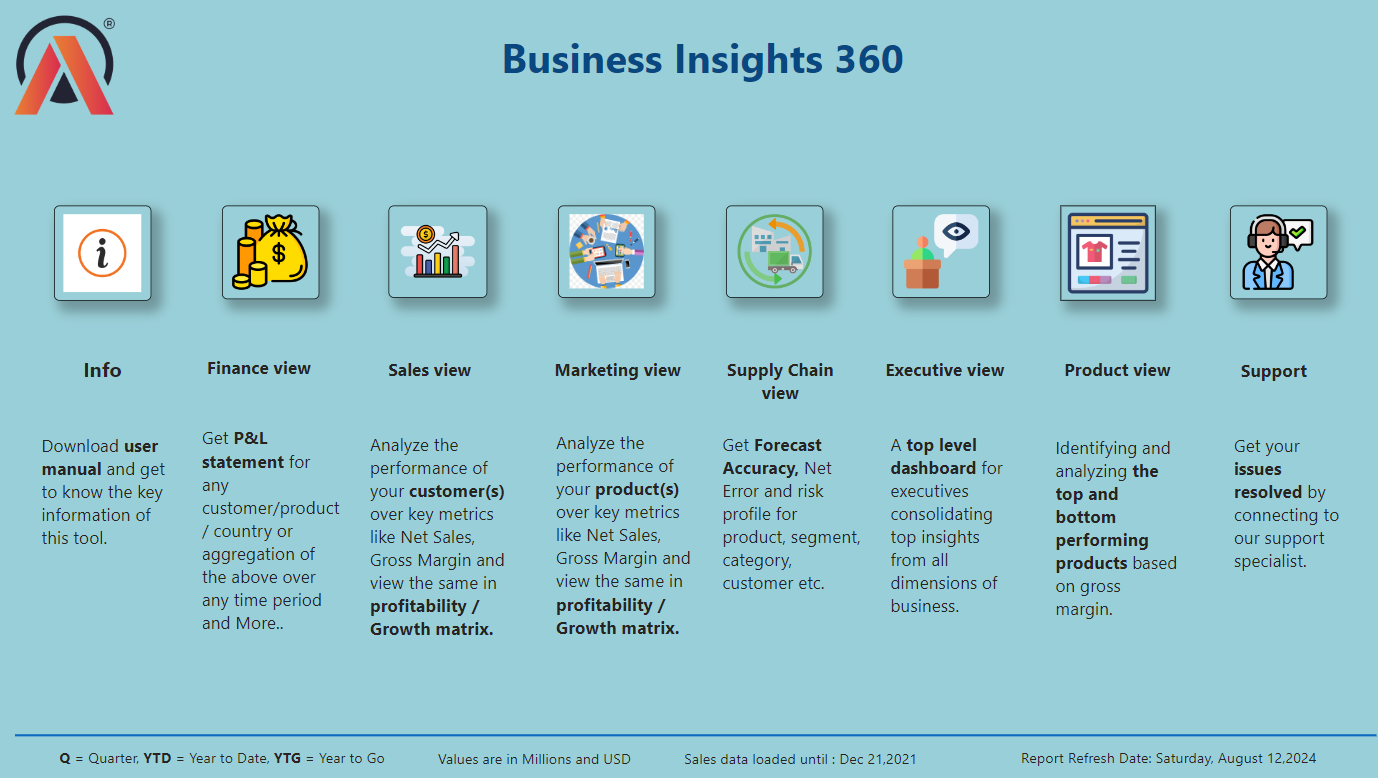 ®
Business Insights 360
Info
Download user
manual and get
to know the key
information of
this tool.
Finance view
Get P&L
statement for
any
customer/product
/ country or
aggregation of
the above over
any time period
and More..
Sales view
Analyze the
performance of
your customer(s)
over key metrics
like Net Sales,
Gross Margin and
view the same in
profitability /
Growth matrix.
Marketing view
Analyze the
performance of
your product(s)
over key metrics
like Net Sales,
Gross Margin and
view the same in
profitability /
Growth matrix.
Supply Chain
view
Get Forecast
Accuracy, Net
Error and risk
profile for
product, segment,
category,
customer etc.
Executive view
A top level
dashboard for
executives
consolidating
top insights
from all
dimensions of
business.
Product view
Identifying and
analyzing the
top and
bottom
performing
products based
on gross
margin.
Support
Get your
issues
resolved by
connecting to
our support
specialist.
Q = Quarter, YTD = Year to Date, YTG = Year to Go
Values are in Millions and USD
Sales data loaded until : Dec 21,2021
Report Refresh Date: Saturday, August 12,2024